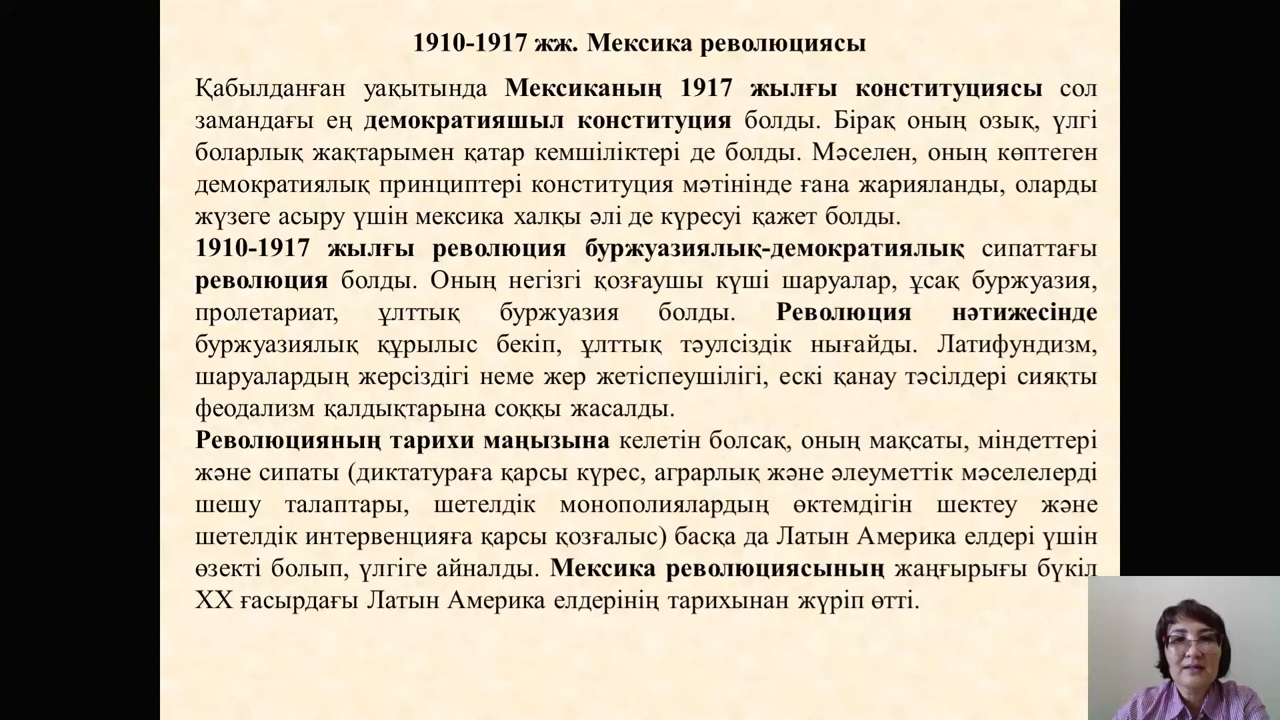 1910-1917 жж. Мексика революциясы
Қабылданған уақытында Мексиканың 1917 жылғы конституциясы сол
замандағы ең демократияшыл конституция болды. Бірақ оның озық, үлгі
боларлық жақтарымен қатар кемшіліктері де болды. Мәселен, оның көптеген
демократиялық принциптері конституция мәтінінде ғана жарияланды, оларды
жүзеге асыру үшін мексика халқы әлі де күресуі қажет болды.
1910-1917 жылғы революция буржуазиялық-демократиялық сипаттағы
революция болды. Оның негізгі қозғаушы күші шаруалар, ұсақ буржуазия,
пролетариат, ұлттық буржуазия болды. Революция нәтижесінде
буржуазиялық құрылыс бекіп, ұлттық тәулсіздік нығайды. Латифундизм,
шаруалардың жерсіздігі неме жер жетіспеушілігі, ескі қанау тәсілдері сияқты
феодализм қалдықтарына соққы жасалды.
Революцияның тарихи маңызына келетін болсақ, оның мақсаты, міндеттері
және сипаты (диктатураға қарсы күрес, аграрлық және әлеуметтік мәселелерді
шешу талаптары, шетелдік монополиялардың өктемдігін шектеу және
шетелдік интервенцияға қарсы қозғалыс) басқа да Латын Америка елдері үшін
өзекті болып, үлгіге айналды. Мексика революциясының жаңғырығы бүкіл
ХХ ғасырдағы Латын Америка елдерінің тарихынан жүріп өтті.